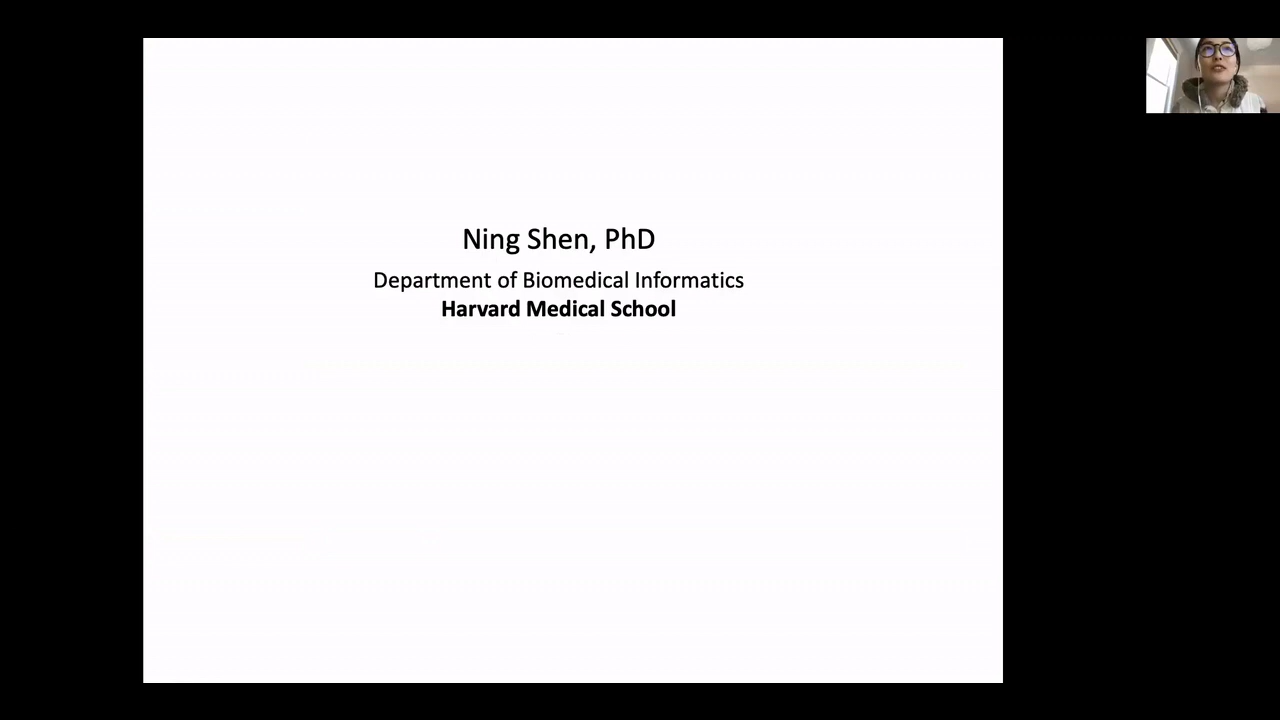 Ning Shen, PhD
Department of Biomedical Informatics
Harvard Medical School